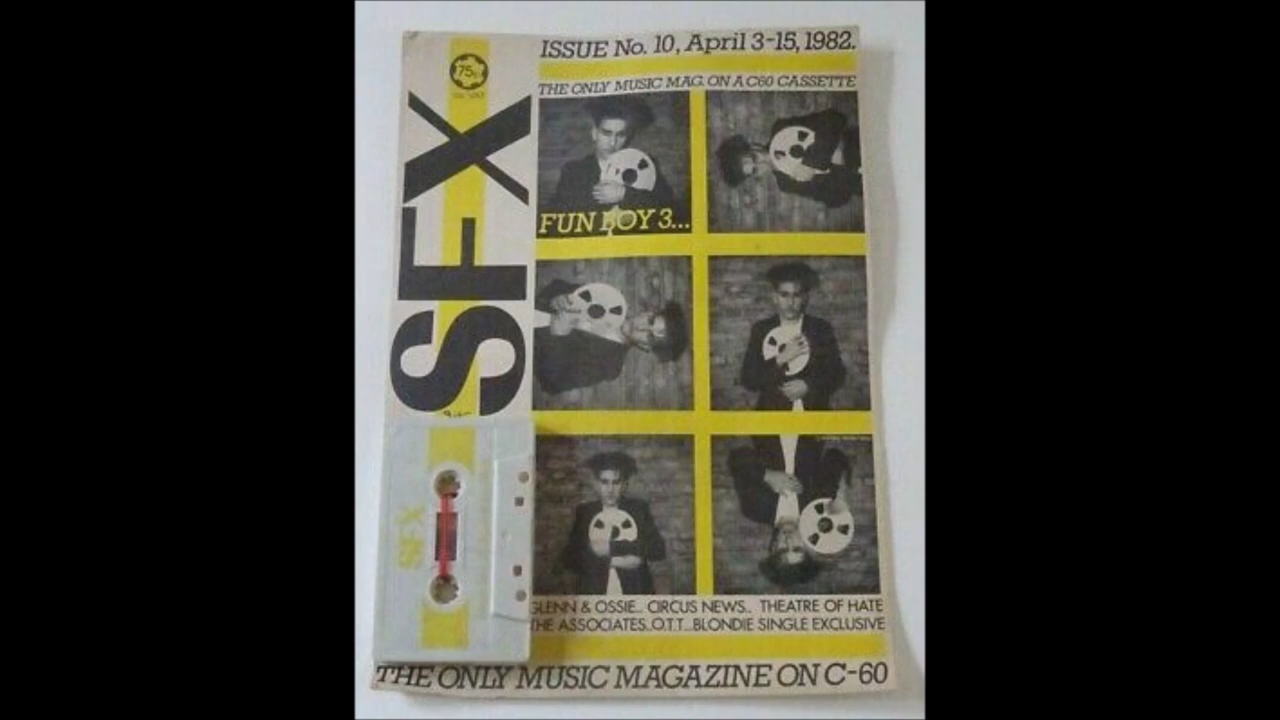 ISSUE No. 10, April 3-15, 1982.
75p
THE ONLY MUSIC MAG. ON A C60 CASSETTE
SFX
FUN BOY 3...
SFX
GLENN & OSSIE.. CIRCUS NEWS.. THEATRE OF HATE
THE ASSOCIATES..O.T.T...BLONDIE SINGLE EXCLUSIVE
THE ONLY MUSIC MAGAZINE ON C-60